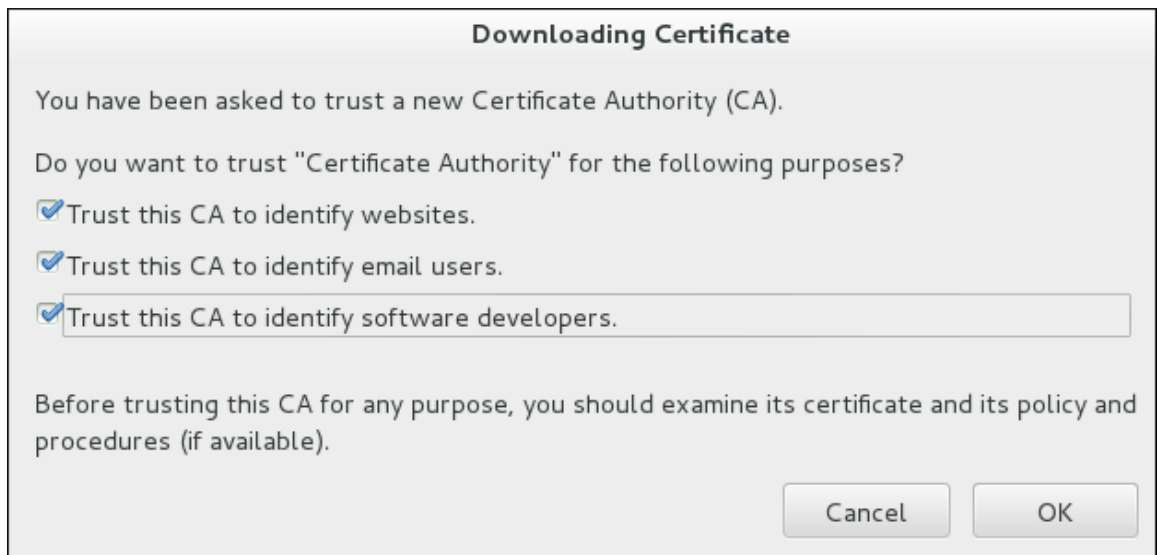 Downloading Certificate
You have been asked to trust a new Certificate Authority (CA).
Do you want to trust "Certificate Authority" for the following purposes?
Trust this CA to identify websites.
Trust this CA to identify email users.
Trust this CA to identify software developers.
Before trusting this CA for any purpose, you should examine its certificate and its policy and
procedures (if available).
Cancel OK